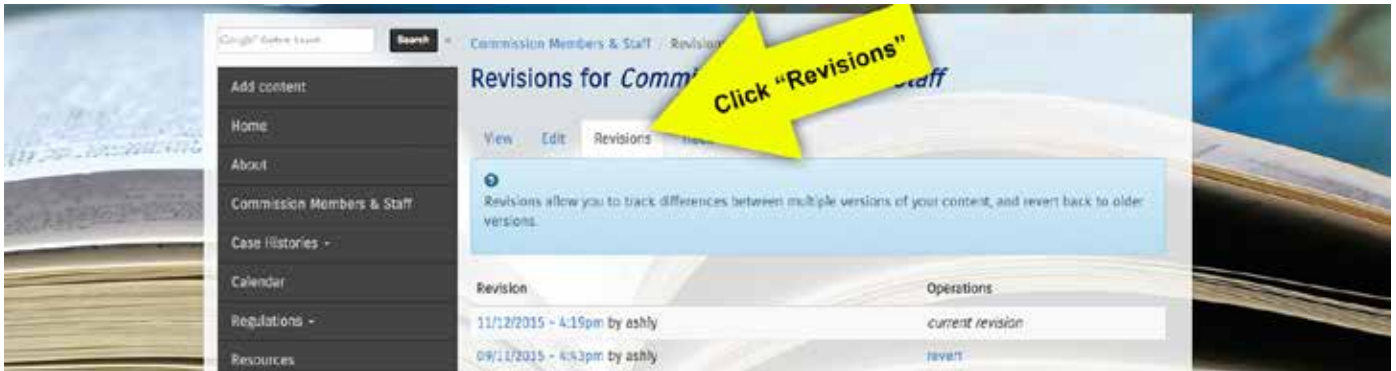 Search
Commission Members & Staff / Revision
Revisions for Comm
Click “Revisions”
Add content
Home
About
Commission Members & Staff
Case Histories
Calendar
Regulations
Resources
View Edit Revisions
Revisions allow you to track differences between multiple versions of your content, and revert back to older
versions.
Revision Operations
11/12/2015 - 4:19pm by ashly current revision
09/11/2015 - 4:43pm by ashly revert